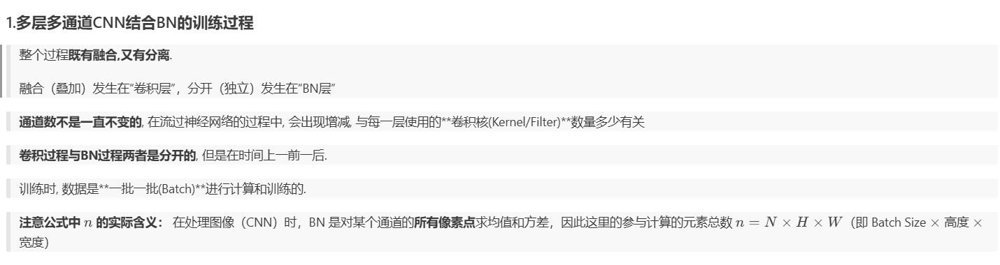 1.多层多通道CNN结合BN的训练过程
整个过程既有融合,又有分离.
融合（叠加）发生在“卷积层”，分开（独立）发生在“BN层”
通道数不是一直不变的, 在流过神经网络的过程中, 会出现增减, 与每一层使用的**卷积核(Kernel/Filter)**数量多少有关
卷积过程与BN过程两者是分开的, 但是在时间上一前一后.
训练时, 数据是**一批一批(Batch)**进行计算和训练的.
注意公式中 n 的实际含义： 在处理图像（CNN）时，BN 是对某个通道的所有像素点求均值和方差，因此这里的参与计算的元素总数 n = N × H × W（即 Batch Size × 高度 ×
宽度）